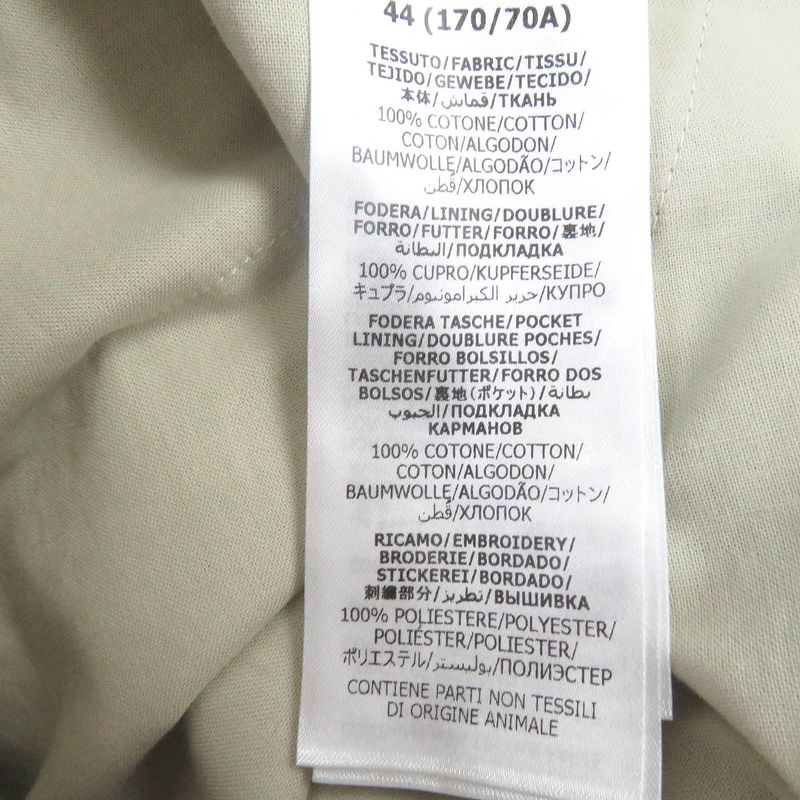 44 (170/70A)
TESSUTO/FABRIC/TISSU/
TEJIDO/GEWEBE/TECIDO/
本体/قماش/ТКАНЬ
100% COTONE/COTTON/
COTON/ALGODON/
BAUMWOLLE/ALGODÃO/コットン/
قُطن/ХЛОПОК
FODERA/LINING/DOUBLURE/
FORRO/FUTTER/FORRO/裏地/
البطانة/ПОДКЛАДКА
100% CUPRO/KUPFERSEIDE/
キュプラ/حرير الكبرامونيوم/КУПРО
FODERA TASCHE/POCKET
LINING/DOUBLURE POCHES/
FORRO BOLSILLOS/
TASCHENFUTTER/FORRO DOS
BOLSOS/裏地(ポケット)/بطانة
الجيوب/ПОДКЛАДКА
КАРМАНОВ
100% COTONE/COTTON/
COTON/ALGODON/
BAUMWOLLE/ALGODÃO/コットン/
قُطن/ХЛОПОК
RICAMO/EMBROIDERY/
BRODERIE/BORDADO/
STICKEREI/BORDADO/
刺繍部分/تطريز/ВЫШИВКА
100% POLIESTERE/POLYESTER/
POLIÉSTER/POLIESTER/
ポリエステル/بوليستر/ПОЛИЭСТЕР
CONTIENE PARTI NON TESSILI
DI ORIGINE ANIMALE